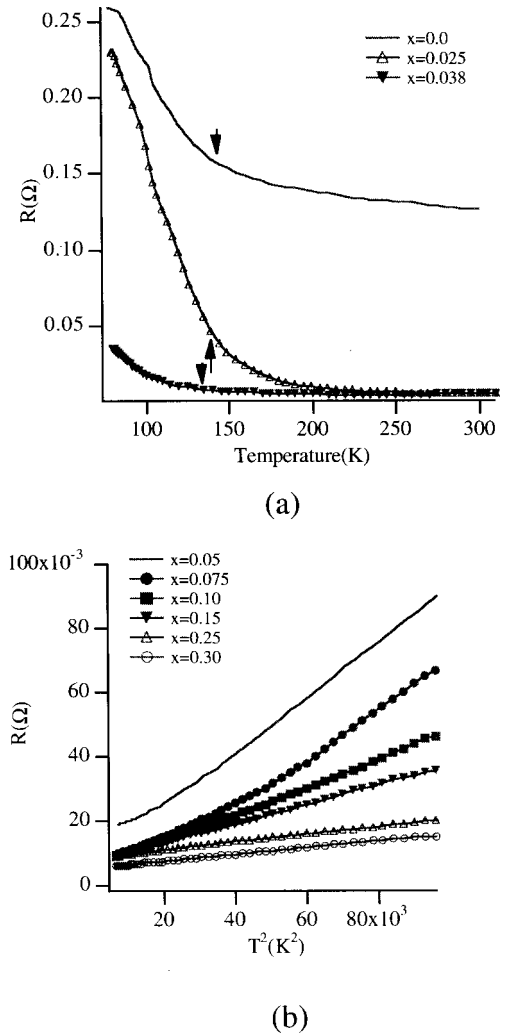 0.25
0.20
0.15
0.10
0.05
R(Ω)
x=0.0
x=0.025
x=0.038
100 150 200 250 300
Temperature(K)
(a)
100x10⁻³
80
60
40
20
0
R(Ω)
x=0.05
x=0.075
x=0.10
x=0.15
x=0.25
x=0.30
20 40 60 80x10³
T²(K²)
(b)